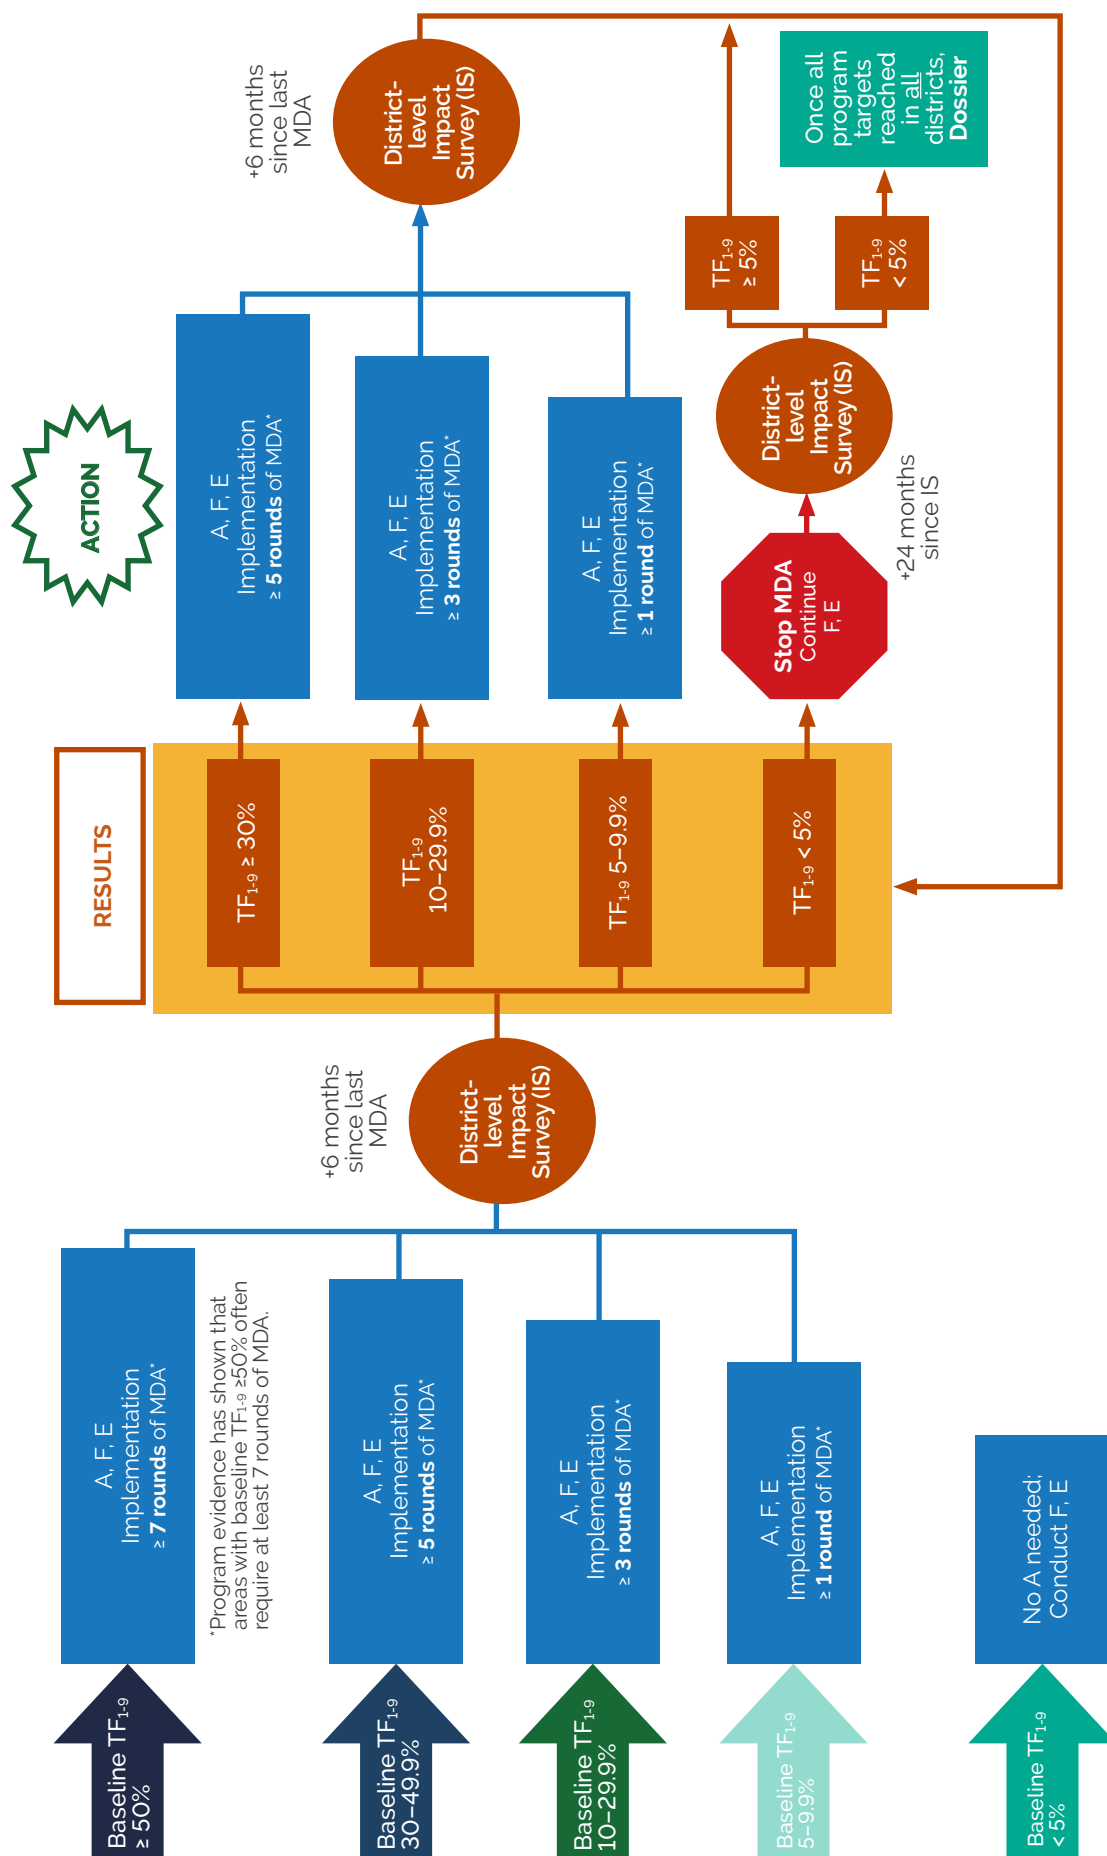 Baseline TF1-9
≥ 50%
A, F, E
Implementation
≥ 7 rounds of MDA*
*Program evidence has shown that
areas with baseline TF1-9 ≥50% often
require at least 7 rounds of MDA.
Baseline TF1-9
30–49.9%
A, F, E
Implementation
≥ 5 rounds of MDA*
Baseline TF1-9
10–29.9%
A, F, E
Implementation
≥ 3 rounds of MDA*
Baseline TF1-9
5–9.9%
A, F, E
Implementation
≥ 1 round of MDA*
Baseline TF1-9
< 5%
No A needed;
Conduct F, E
+6 months
since last
MDA
District-
level
Impact
Survey (IS)
RESULTS
TF1-9 ≥ 30%
TF1-9
10–29.9%
TF1-9 5–9.9%
TF1-9 < 5%
ACTION
A, F, E
Implementation
≥ 5 rounds of MDA*
A, F, E
Implementation
≥ 3 rounds of MDA*
A, F, E
Implementation
≥ 1 round of MDA*
Stop MDA
Continue
F, E
+24 months
since IS
District-
level
Impact
Survey (IS)
+6 months
since last
MDA
District-
level
Impact
Survey (IS)
TF1-9
≥ 5%
TF1-9
< 5%
Once all
program
targets
reached
in all
districts,
Dossier